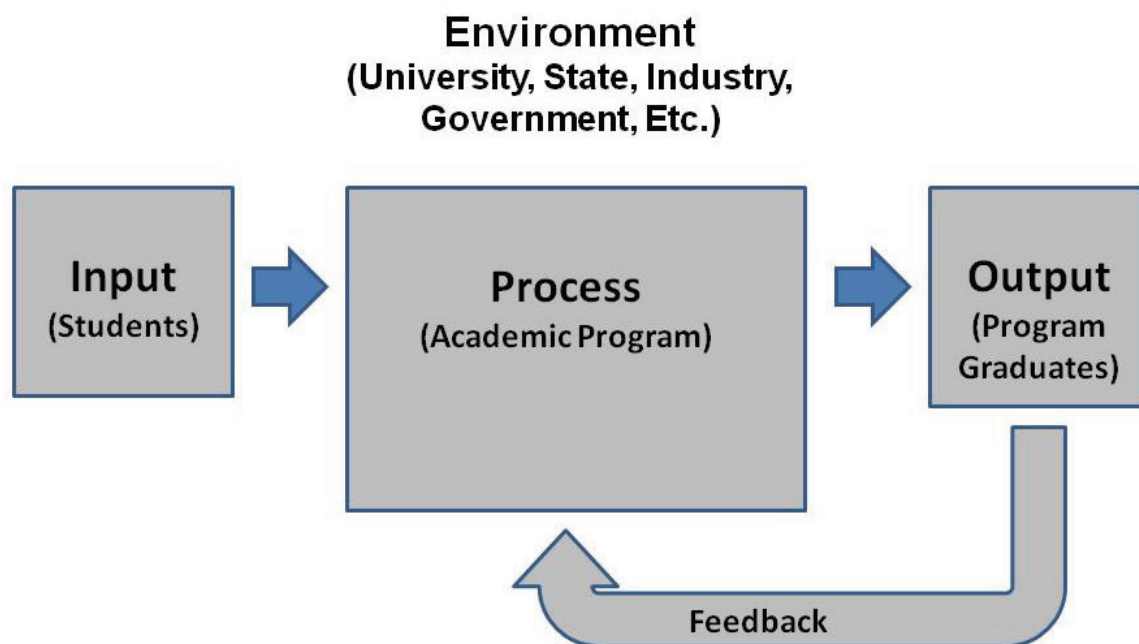 Environment
(University, State, Industry,
Government, Etc.)
Input
(Students)
Process
(Academic Program)
Output
(Program
Graduates)
Feedback